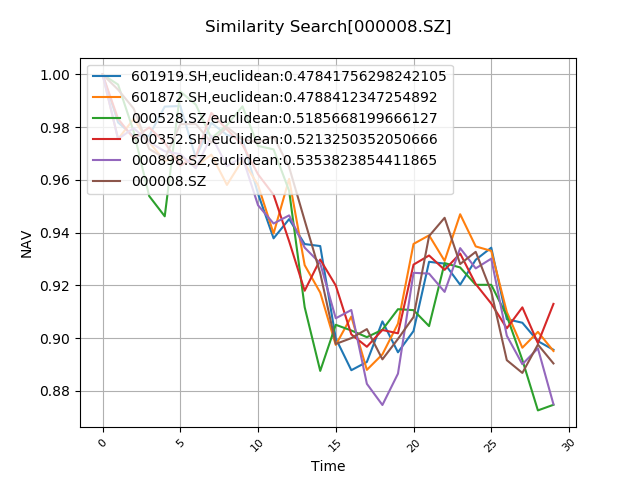 Similarity Search[000008.SZ]
1.00
0.98
0.96
0.94
0.92
0.90
0.88
NAV
601919.SH,euclidean:0.47841756298242105
601872.SH,euclidean:0.4788412347254892
000528.SZ,euclidean:0.5185668199666127
600352.SH,euclidean:0.5213250352050666
000898.SZ,euclidean:0.5353823854411865
000008.SZ
0
5
10
15
20
25
30
Time